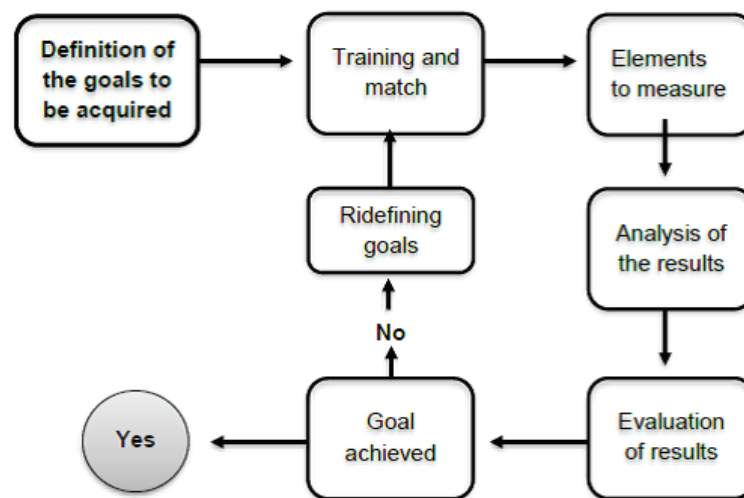 Definition of
the goals to
be acquired
Training and
match
Elements
to measure
Ridefining
goals
Analysis of
the results
No
Yes
Goal
achieved
Evaluation
of results